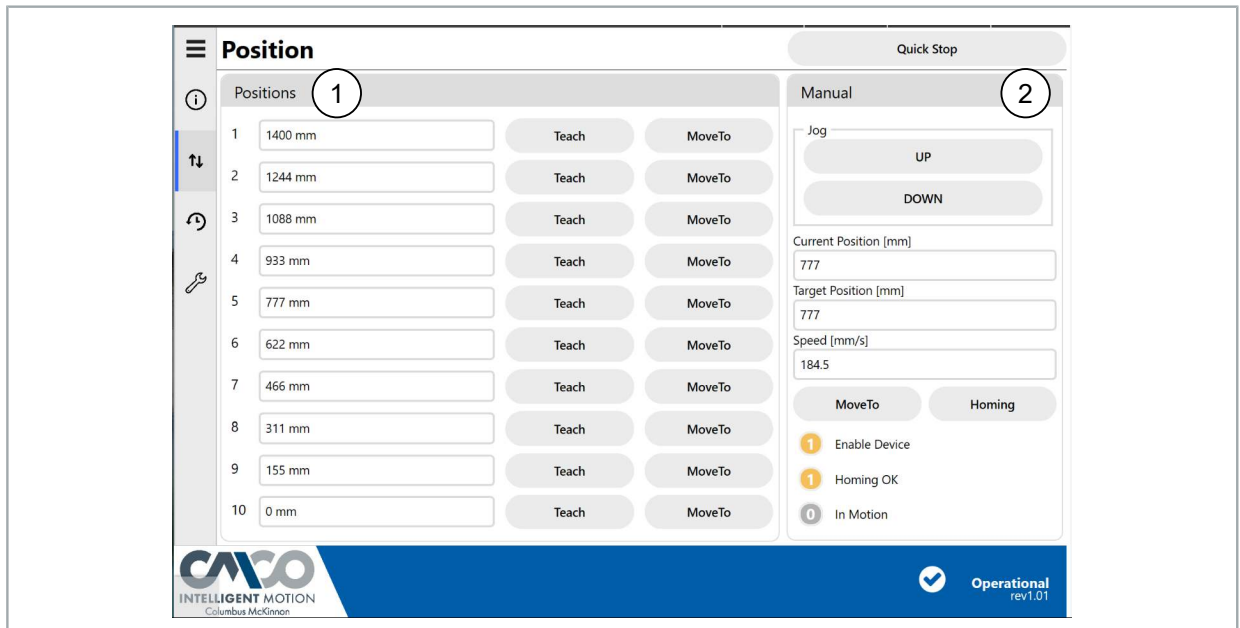 Position
Quick Stop
Positions 1
Manual 2
1 1400 mm Teach MoveTo
2 1244 mm Teach MoveTo
3 1088 mm Teach MoveTo
4 933 mm Teach MoveTo
5 777 mm Teach MoveTo
6 622 mm Teach MoveTo
7 466 mm Teach MoveTo
8 311 mm Teach MoveTo
9 155 mm Teach MoveTo
10 0 mm Teach MoveTo
Jog
UP
DOWN
Current Position [mm]
777
Target Position [mm]
777
Speed [mm/s]
184.5
MoveTo Homing
1 Enable Device
1 Homing OK
0 In Motion
CMCO
INTELLIGENT MOTION
Columbus McKinnon
Operational
rev1.01